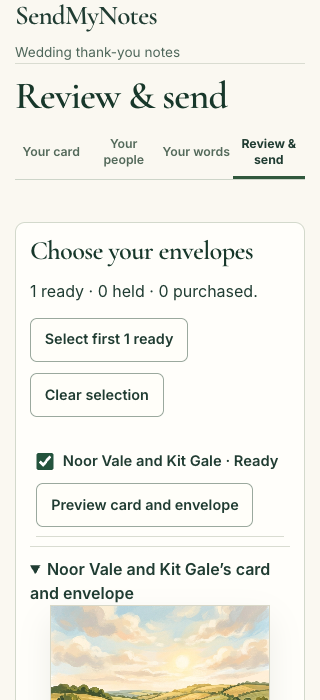 SendMyNotes
Wedding thank-you notes
Review & send
Your card
Your
people
Your words
Review &
send
Choose your envelopes
1 ready · 0 held · 0 purchased.
Select first 1 ready
Clear selection
Noor Vale and Kit Gale · Ready
Preview card and envelope
▼ Noor Vale and Kit Gale’s card
and envelope